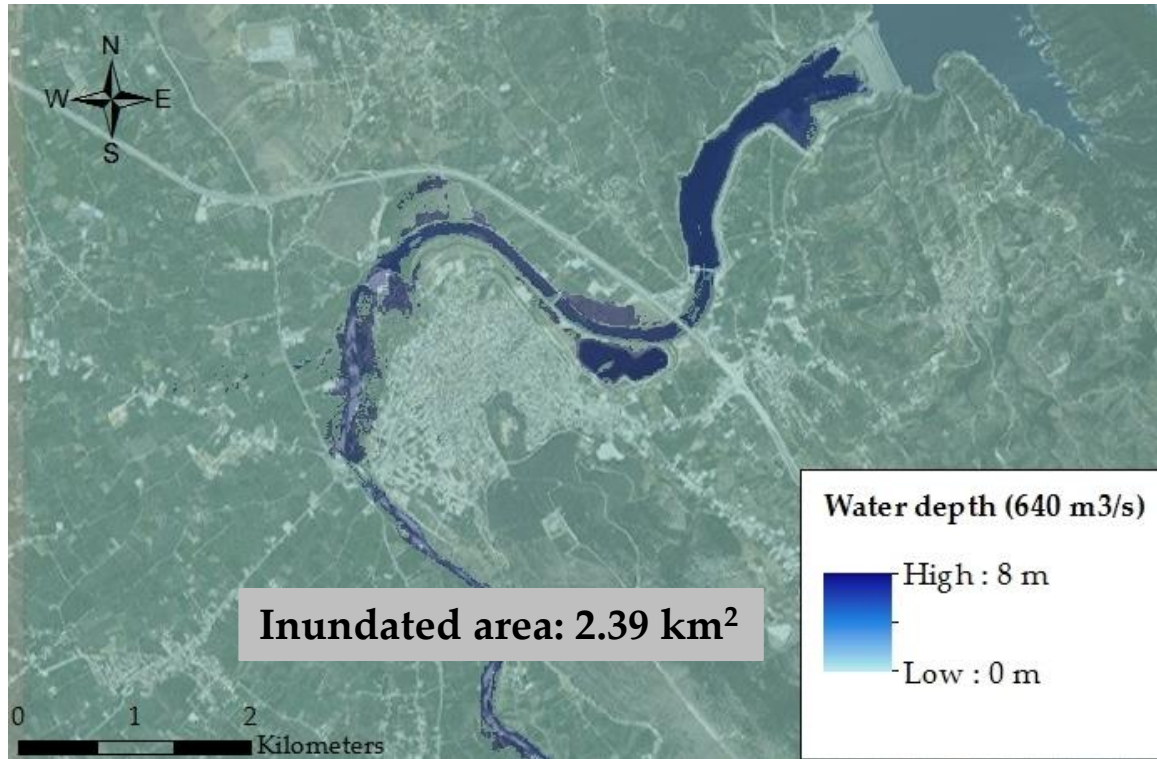 N
W E
S
Water depth (640 m3/s)
High : 8 m
Low : 0 m
Inundated area: 2.39 km²
0 1 2
Kilometers